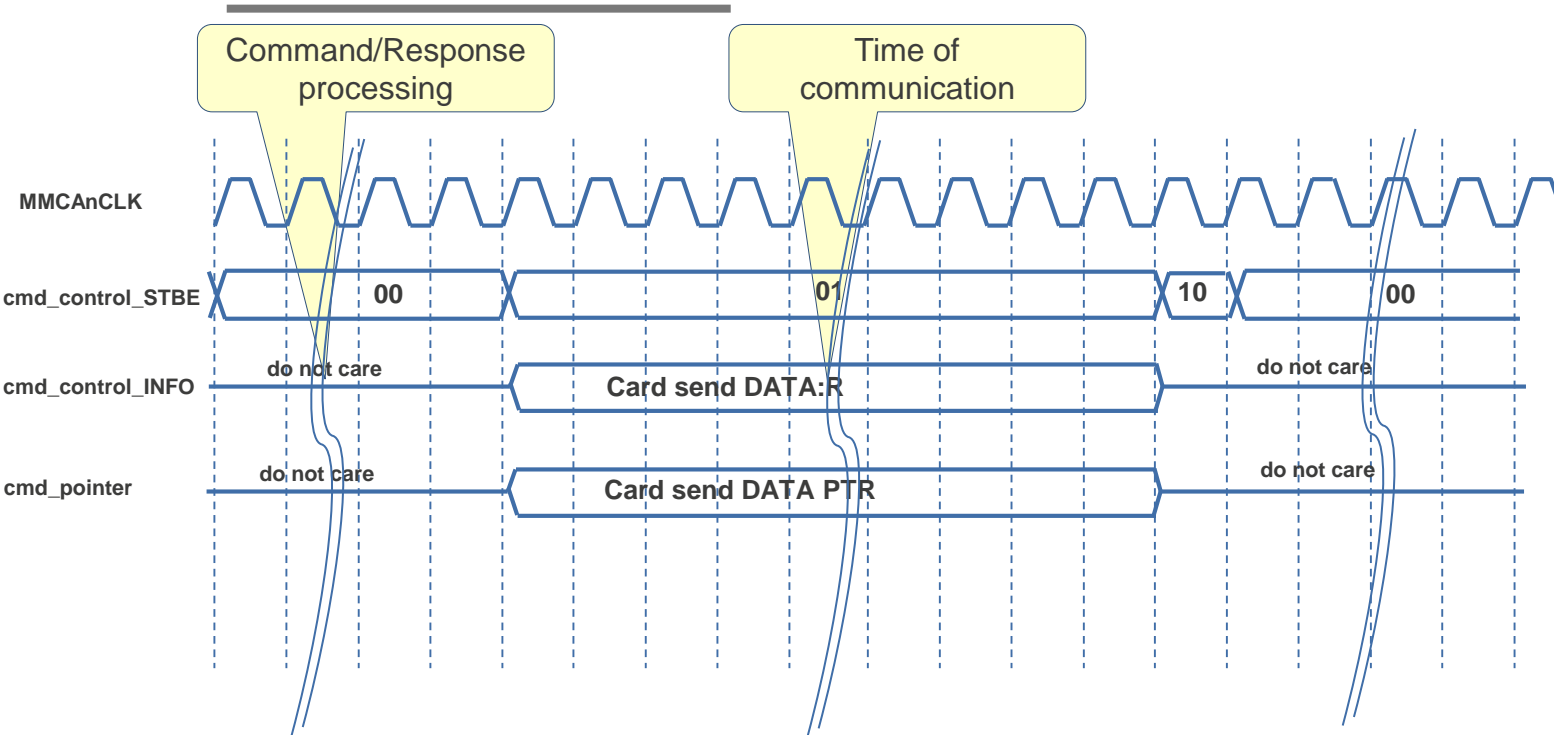 Command/Response
processing
Time of
communication
MMCAnCLK
cmd_control_STBE
00
01
10
00
cmd_control_INFO
do not care
Card send DATA:R
do not care
cmd_pointer
do not care
Card send DATA PTR
do not care